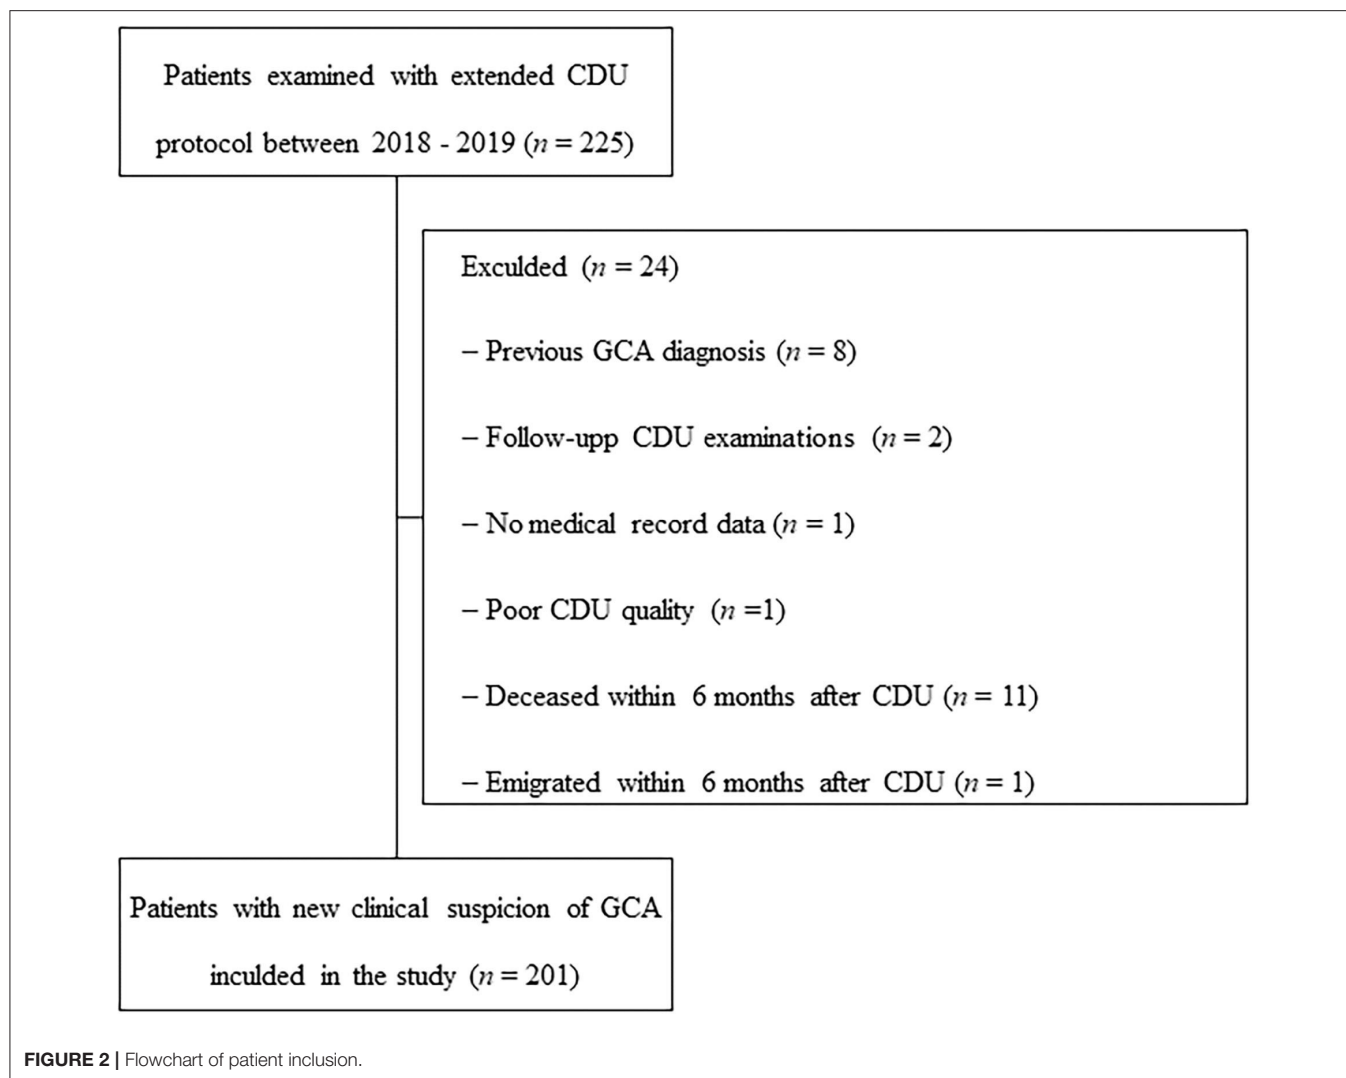 Patients examined with extended CDU
protocol between 2018 - 2019 (n = 225)
Exculded (n = 24)
– Previous GCA diagnosis (n = 8)
– Follow-upp CDU examinations (n = 2)
– No medical record data (n = 1)
– Poor CDU quality (n =1)
– Deceased within 6 months after CDU (n = 11)
– Emigrated within 6 months after CDU (n = 1)
Patients with new clinical suspicion of GCA
inculded in the study (n = 201)
FIGURE 2 | Flowchart of patient inclusion.